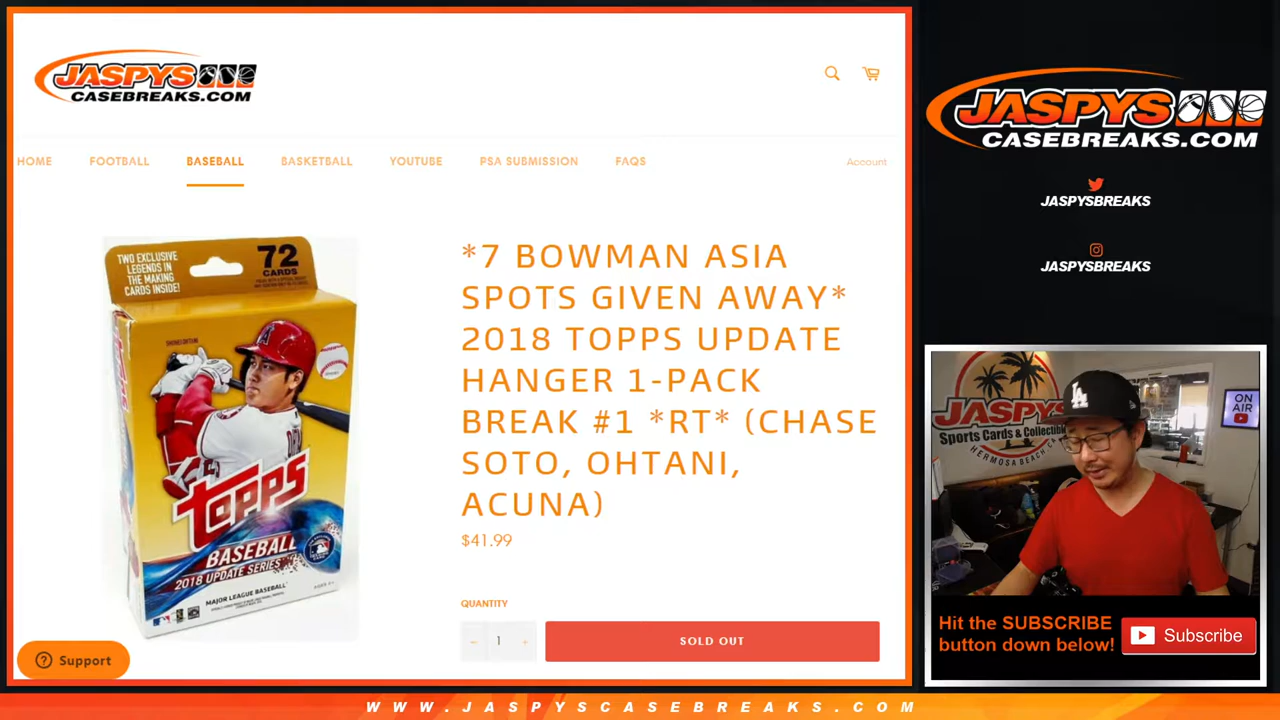 JASPYS
CASEBREAKS.COM
HOME
FOOTBALL
BASEBALL
BASKETBALL
YOUTUBE
PSA SUBMISSION
FAQS
Account
TWO EXCLUSIVE
LEGENDS IN
THE MAKING
CARDS INSIDE!
72
CARDS
topps
BASEBALL
2018 UPDATE SERIES
MAJOR LEAGUE BASEBALL
*7 BOWMAN ASIA
SPOTS GIVEN AWAY*
2018 TOPPS UPDATE
HANGER 1-PACK
BREAK #1 *RT* (CHASE
SOTO, OHTANI,
ACUNA)
$41.99
QUANTITY
− 1 +
SOLD OUT
Support
JASPYS
CASEBREAKS.COM
JASPYSBREAKS
JASPYSBREAKS
JASPYS
Sports Cards & Collectibles
HERMOSA BEACH
LA
ON
AIR
Hit the SUBSCRIBE
button down below!
Subscribe
WWW.JASPYSCASEBREAKS.COM